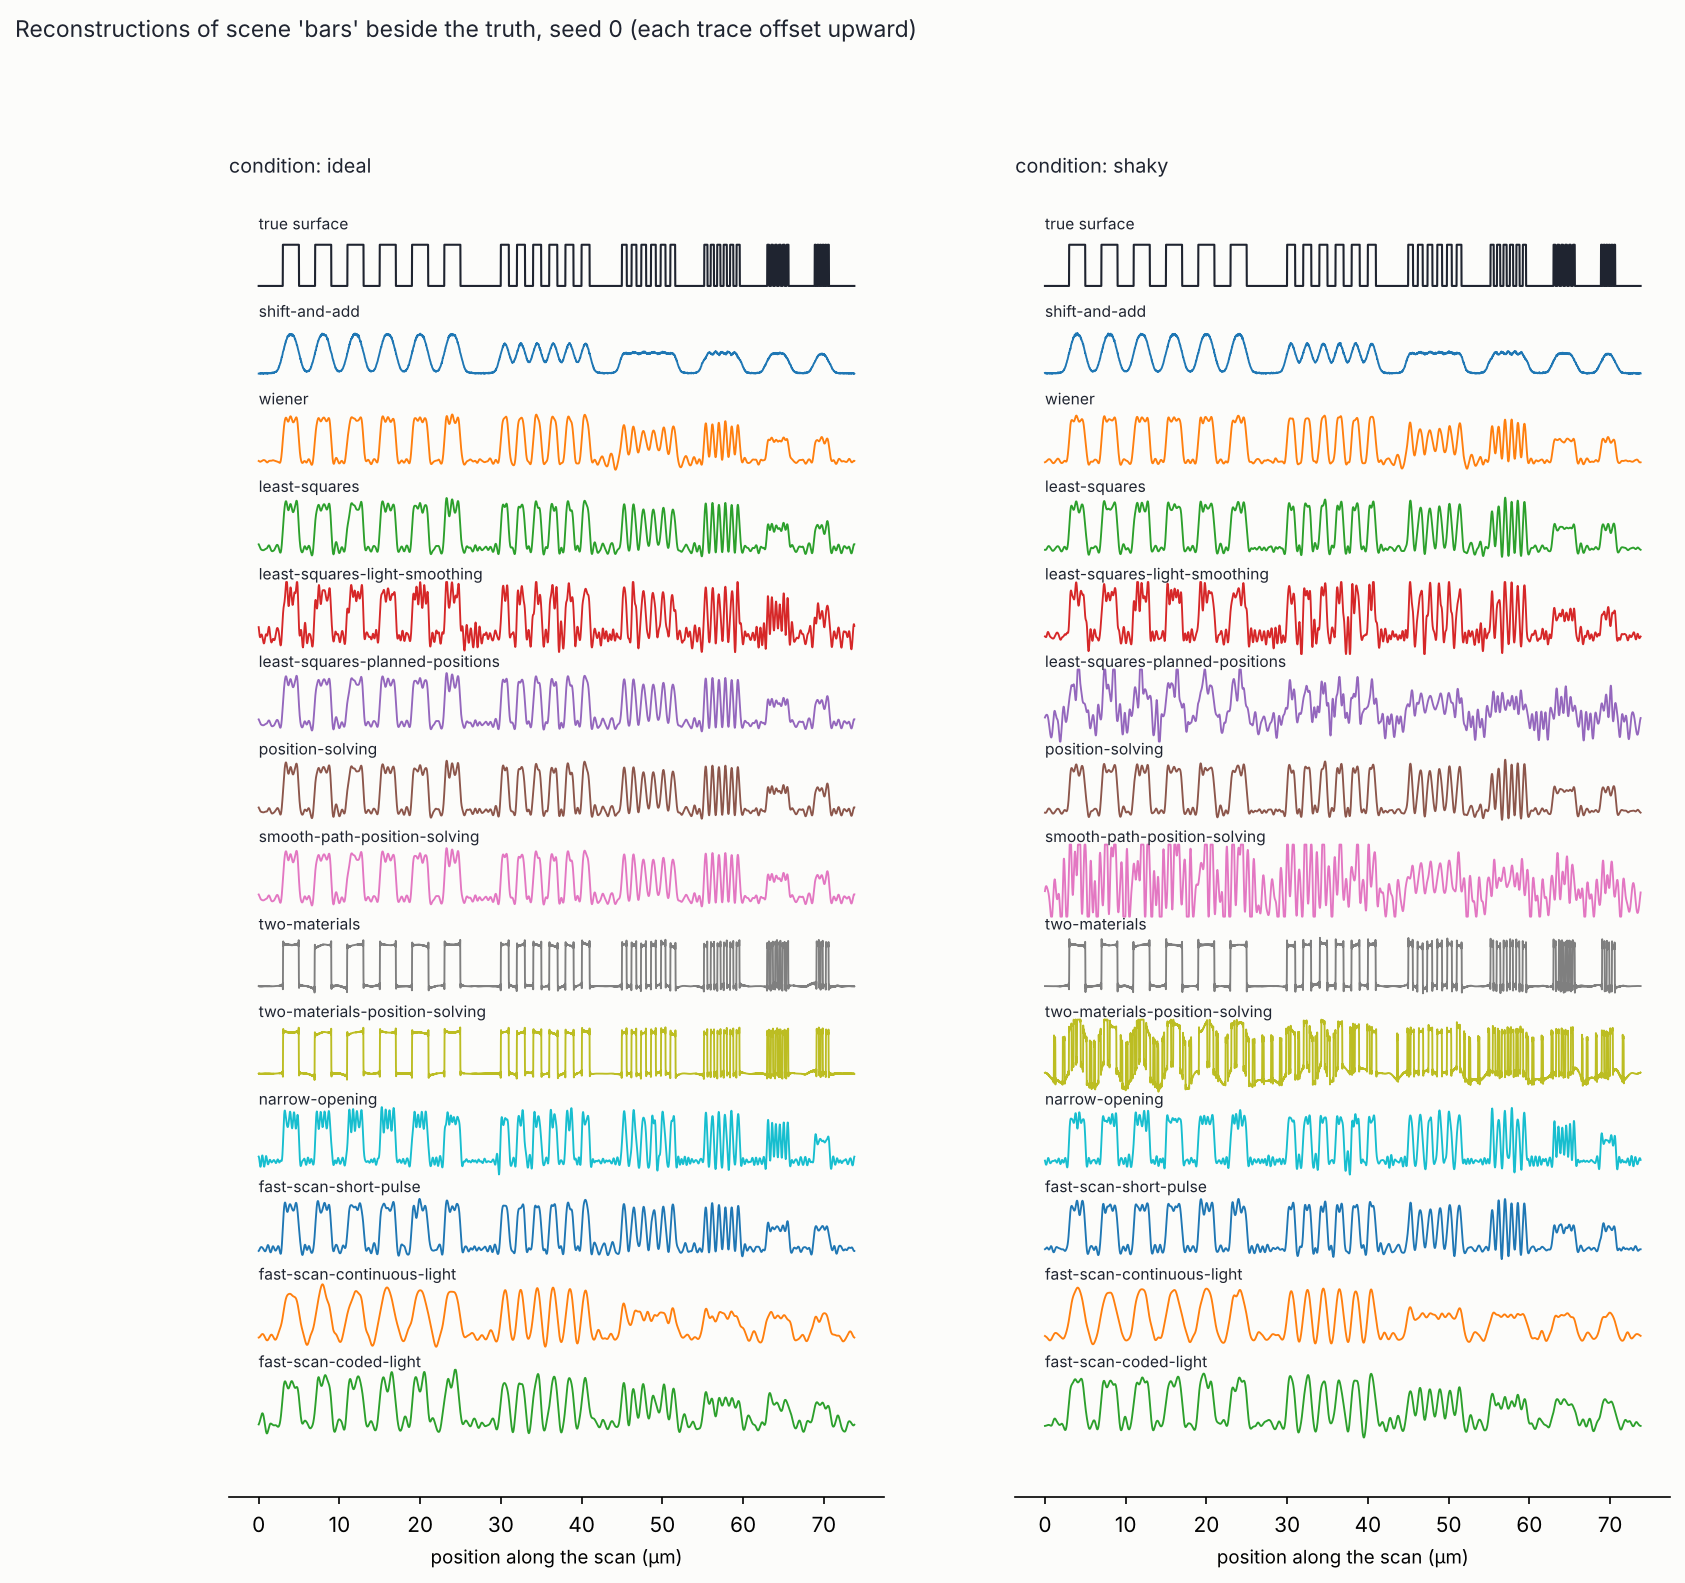 Reconstructions of scene 'bars' beside the truth, seed 0 (each trace offset upward)
condition: ideal
true surface
shift-and-add
wiener
least-squares
least-squares-light-smoothing
least-squares-planned-positions
position-solving
smooth-path-position-solving
two-materials
two-materials-position-solving
narrow-opening
fast-scan-short-pulse
fast-scan-continuous-light
fast-scan-coded-light
0 10 20 30 40 50 60 70
position along the scan (µm)
condition: shaky
true surface
shift-and-add
wiener
least-squares
least-squares-light-smoothing
least-squares-planned-positions
position-solving
smooth-path-position-solving
two-materials
two-materials-position-solving
narrow-opening
fast-scan-short-pulse
fast-scan-continuous-light
fast-scan-coded-light
0 10 20 30 40 50 60 70
position along the scan (µm)